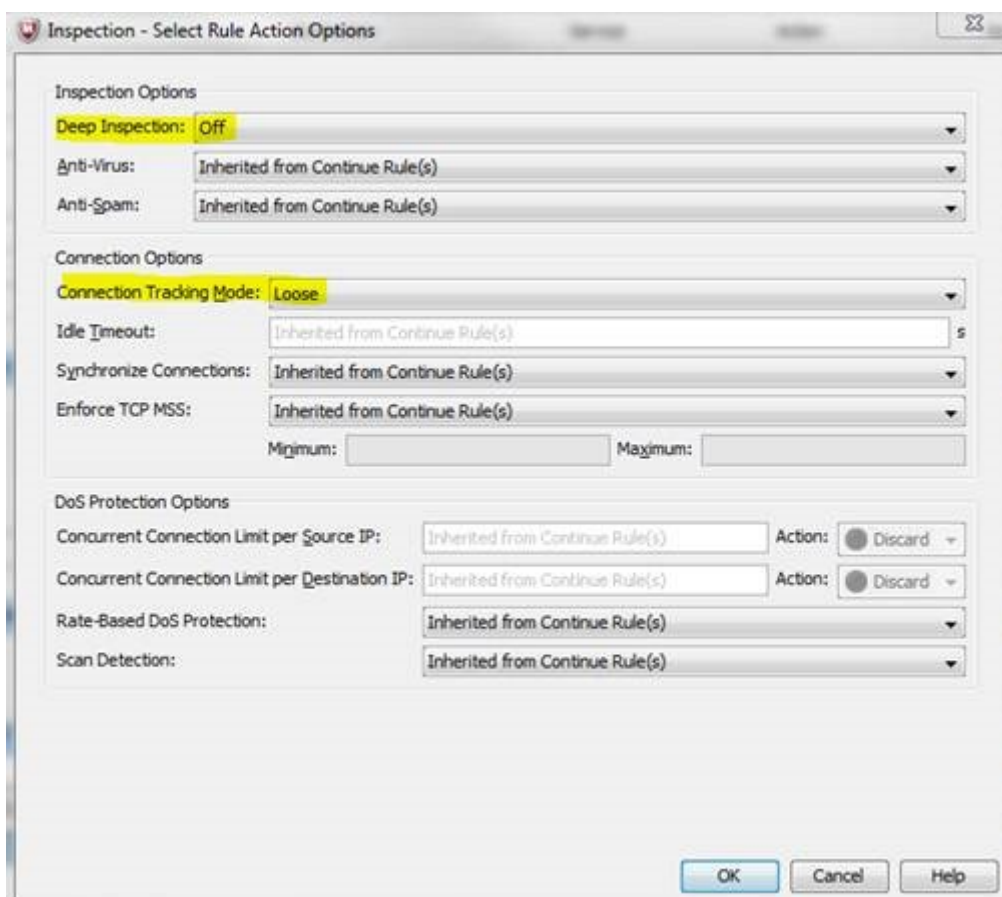 Inspection - Select Rule Action Options
Inspection Options
Deep Inspection: Off
Anti-Virus: Inherited from Continue Rule(s)
Anti-Spam: Inherited from Continue Rule(s)
Connection Options
Connection Tracking Mode: Loose
Idle Timeout: Inherited from Continue Rule(s) s
Synchronize Connections: Inherited from Continue Rule(s)
Enforce TCP MSS: Inherited from Continue Rule(s)
Minimum: Maximum:
DoS Protection Options
Concurrent Connection Limit per Source IP: Inherited from Continue Rule(s) Action: Discard
Concurrent Connection Limit per Destination IP: Inherited from Continue Rule(s) Action: Discard
Rate-Based DoS Protection: Inherited from Continue Rule(s)
Scan Detection: Inherited from Continue Rule(s)
OK Cancel Help